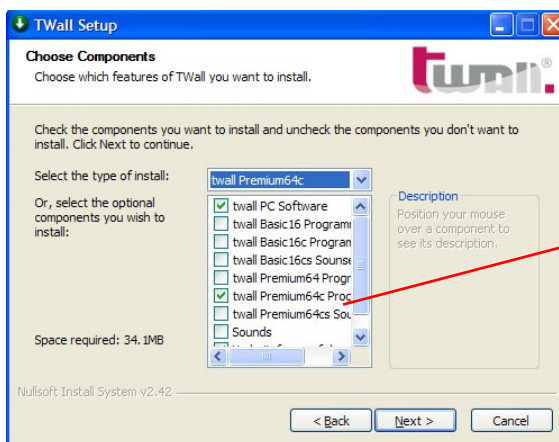 TWall Setup
Choose Components
Choose which features of TWall you want to install.
twall®
Check the components you want to install and uncheck the components you don't want to
install. Click Next to continue.
Select the type of install:
twall Premium64c
Or, select the optional
components you wish to
install:
twall PC Software
twall Basic16 Programm
twall Basic16c Program
twall Basic16cs Sounse
twall Premium64 Progr
twall Premium64c Prog
twall Premium64cs Sou
Sounds
Description
Position your mouse
over a component to
see its description.
Space required: 34.1MB
Nullsoft Install System v2.42
< Back
Next >
Cancel